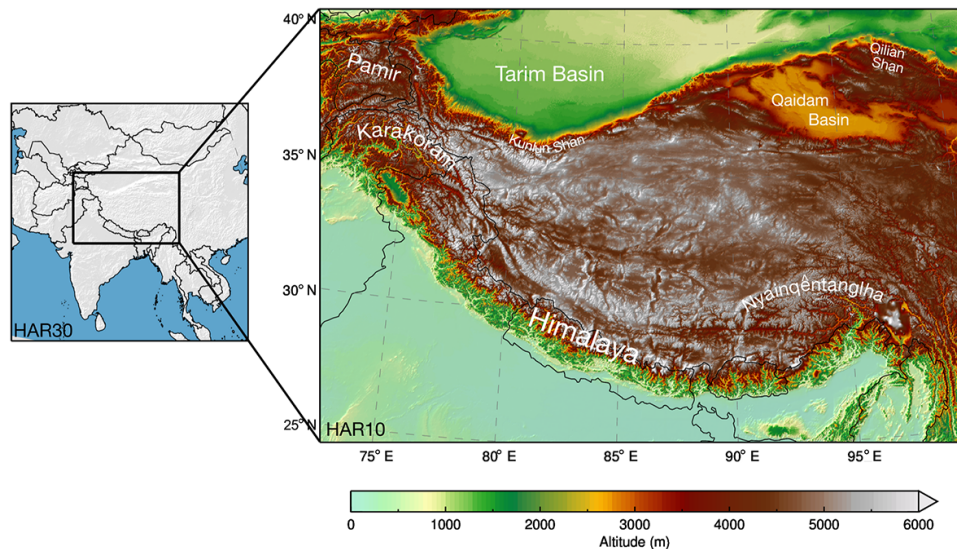 40° N
Pamir
Tarim Basin
Qilian
Shan
Qaidam
Basin
Karakoram
Kunlun Shan
35° N
30° N
Nyainqêntanglha
Himalaya
HAR30
25° N
HAR10
75° E
80° E
85° E
90° E
95° E
0
1000
2000
3000
4000
5000
6000
Altitude (m)